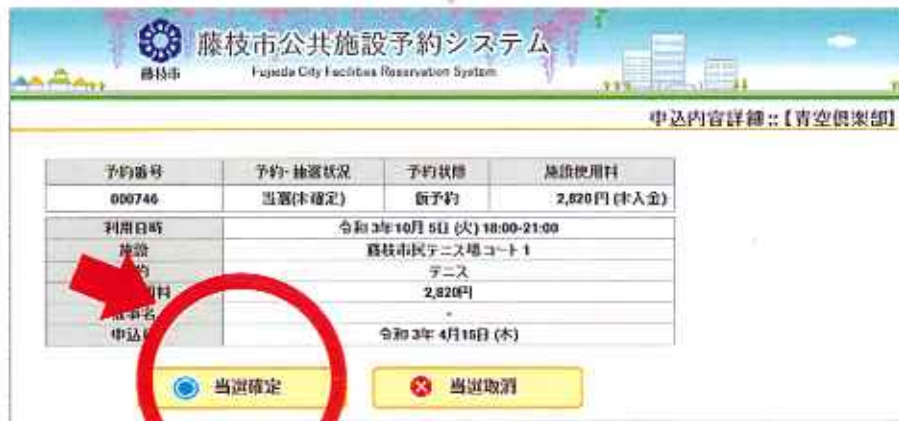 藤枝市公共施設予約システム
藤枝市 Fujieda City Facilities Reservation System
申込内容詳細::【青空倶楽部】
予約番号 予約・抽選状況 予約状態 施設使用料
000746 当選(未確定) 仮予約 2,820円 (未入金)
利用日時 令和 3年10月 5日 (火) 18:00-21:00
施設 藤枝市民テニス場 コート 1
テニス
2,820円
-
令和 3年 4月15日 (木)
当選確定 当選取消